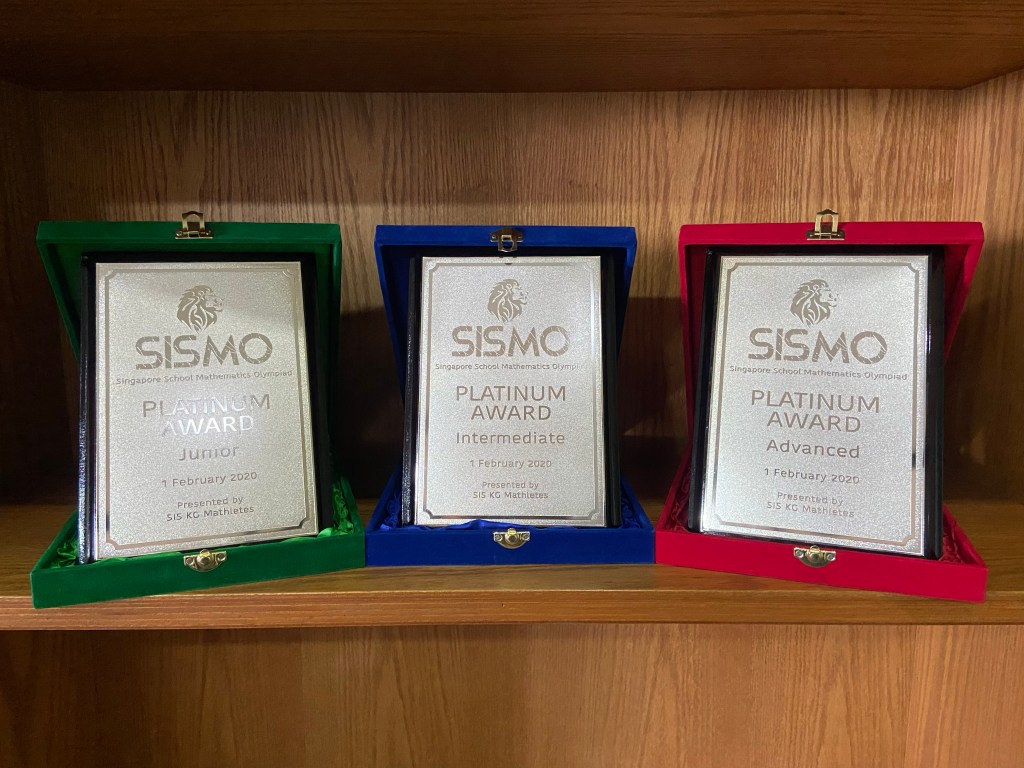 SISMO
Singapore School Mathematics Olympiad
PLATINUM
AWARD
Junior
1 February 2020
Presented by
SIS KG Mathletes
SISMO
Singapore School Mathematics Olympi
PLATINUM
AWARD
Intermediate
1 February 2020
Presented by
SIS KG Mathletes
SISMO
Singapore School Mathematics Olympiad
PLATINUM
AWARD
Advanced
1 February 2020
Presented by
SIS KG Mathletes